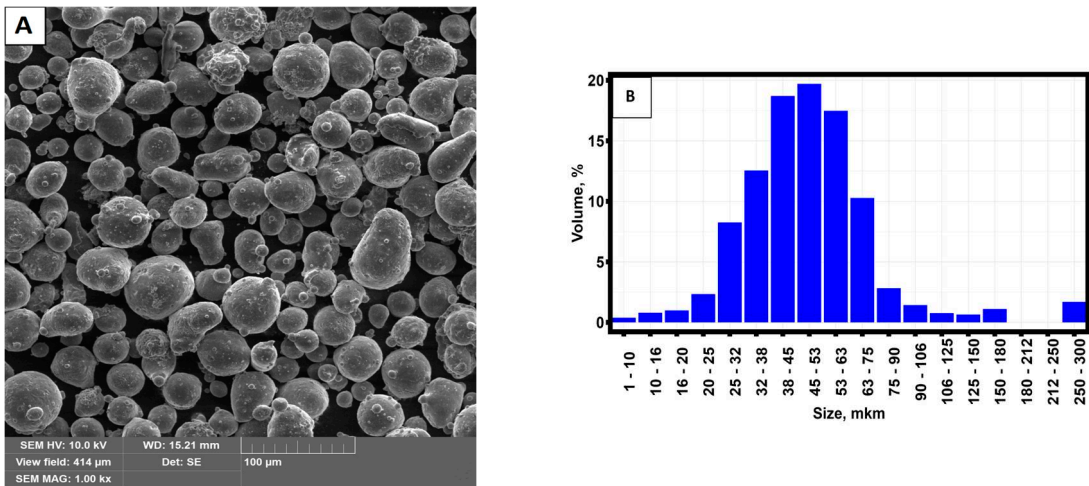 A
SEM HV: 10.0 kV
WD: 15.21 mm
View field: 414 µm
Det: SE
100 µm
SEM MAG: 1.00 kx
B
Volume, %
20
15
10
5
0
1 - 10
10 - 16
16 - 20
20 - 25
25 - 32
32 - 38
38 - 45
45 - 53
53 - 63
63 - 75
75 - 90
90 - 106
106 - 125
125 - 150
150 - 180
180 - 212
212 - 250
250 - 300
Size, mkm